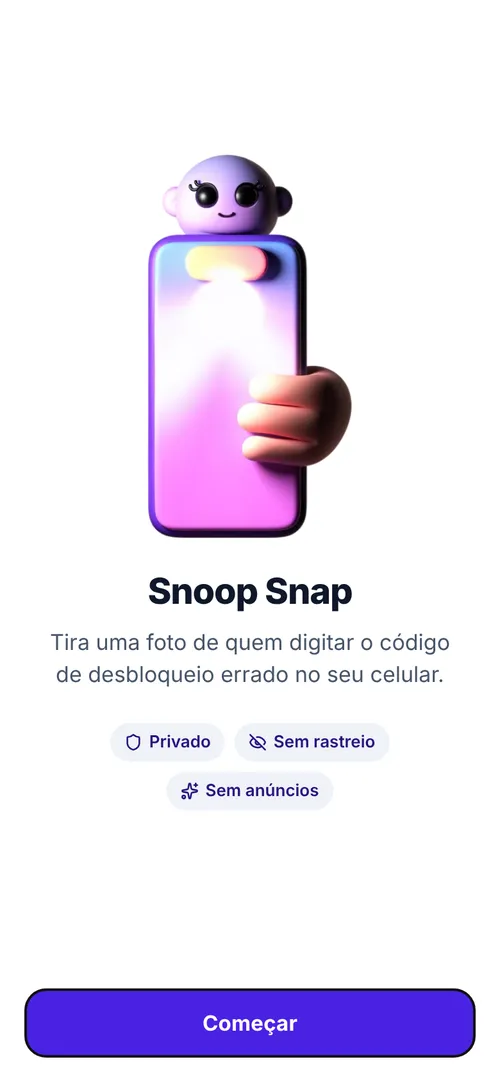 Snoop Snap
Tira uma foto de quem digitar o código
de desbloqueio errado no seu celular.
Privado
Sem rastreio
Sem anúncios
Começar